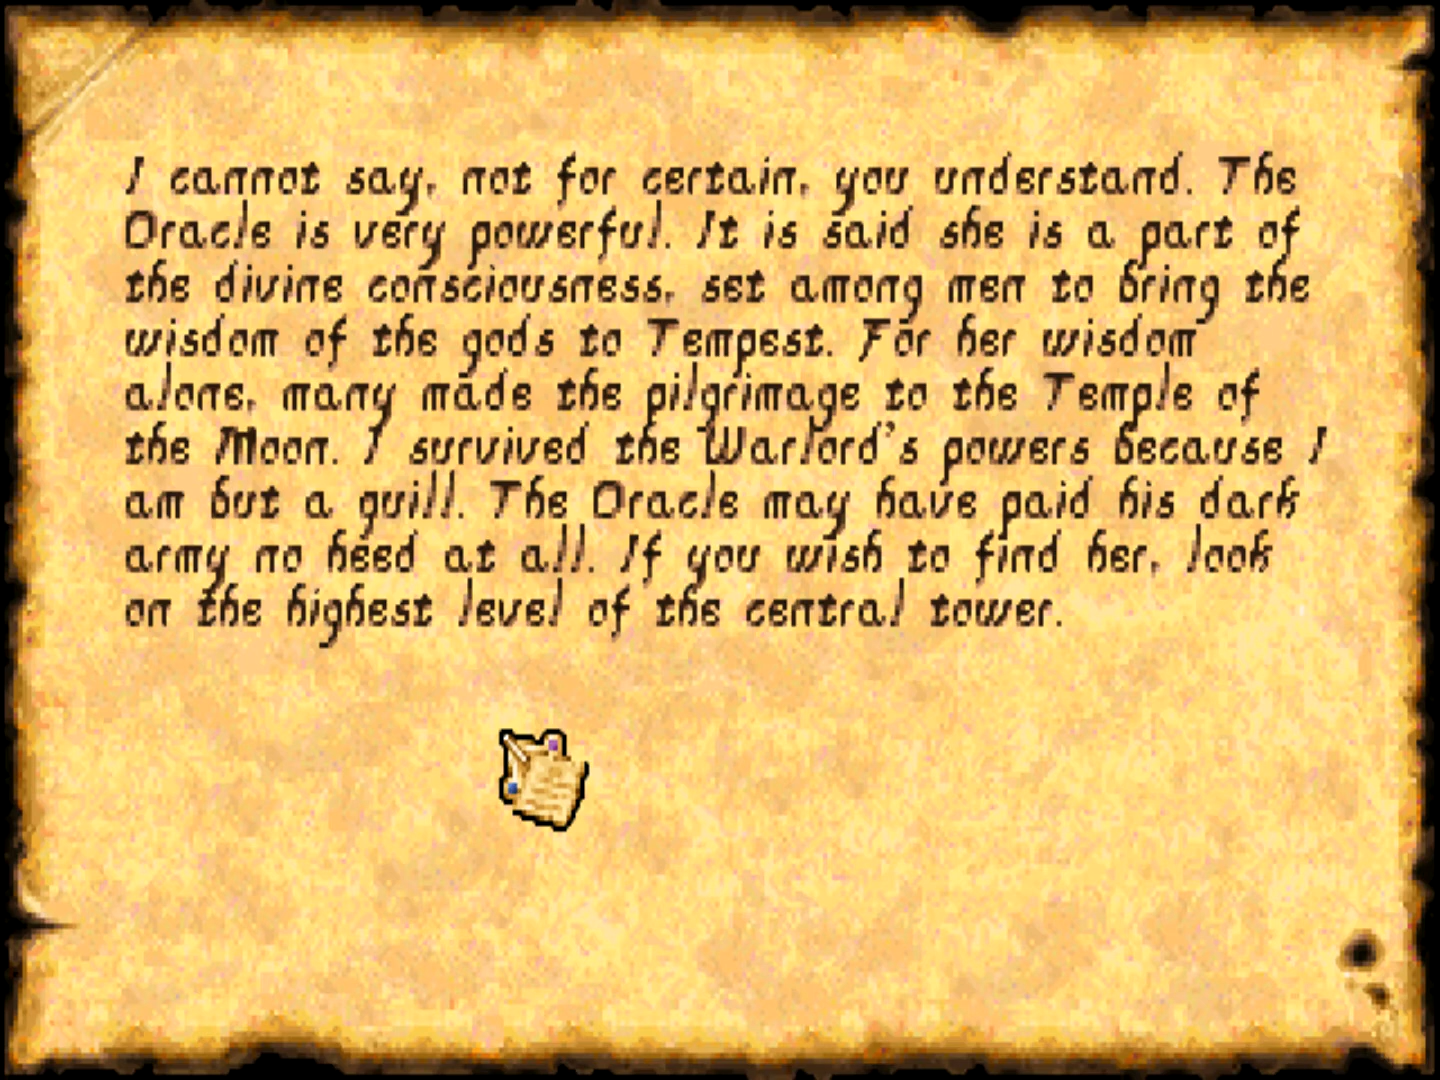 I cannot say, not for certain, you understand. The
Oracle is very powerful. It is said she is a part of
the divine consciousness, set among men to bring the
wisdom of the gods to Tempest. For her wisdom
alone, many made the pilgrimage to the Temple of
the Moon. I survived the Warlord's powers because I
am but a quill. The Oracle may have paid his dark
army no heed at all. If you wish to find her, look
on the highest level of the central tower.